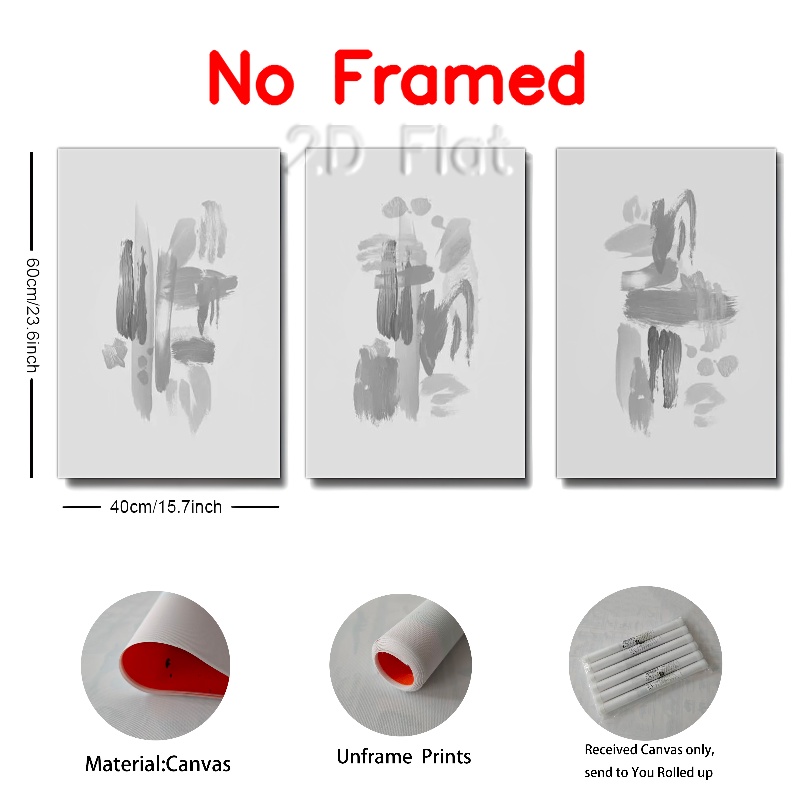 No Framed
2D Flat
60cm/23.6inch
40cm/15.7inch
Material:Canvas
Unframe Prints
Received Canvas only,
send to You Rolled up